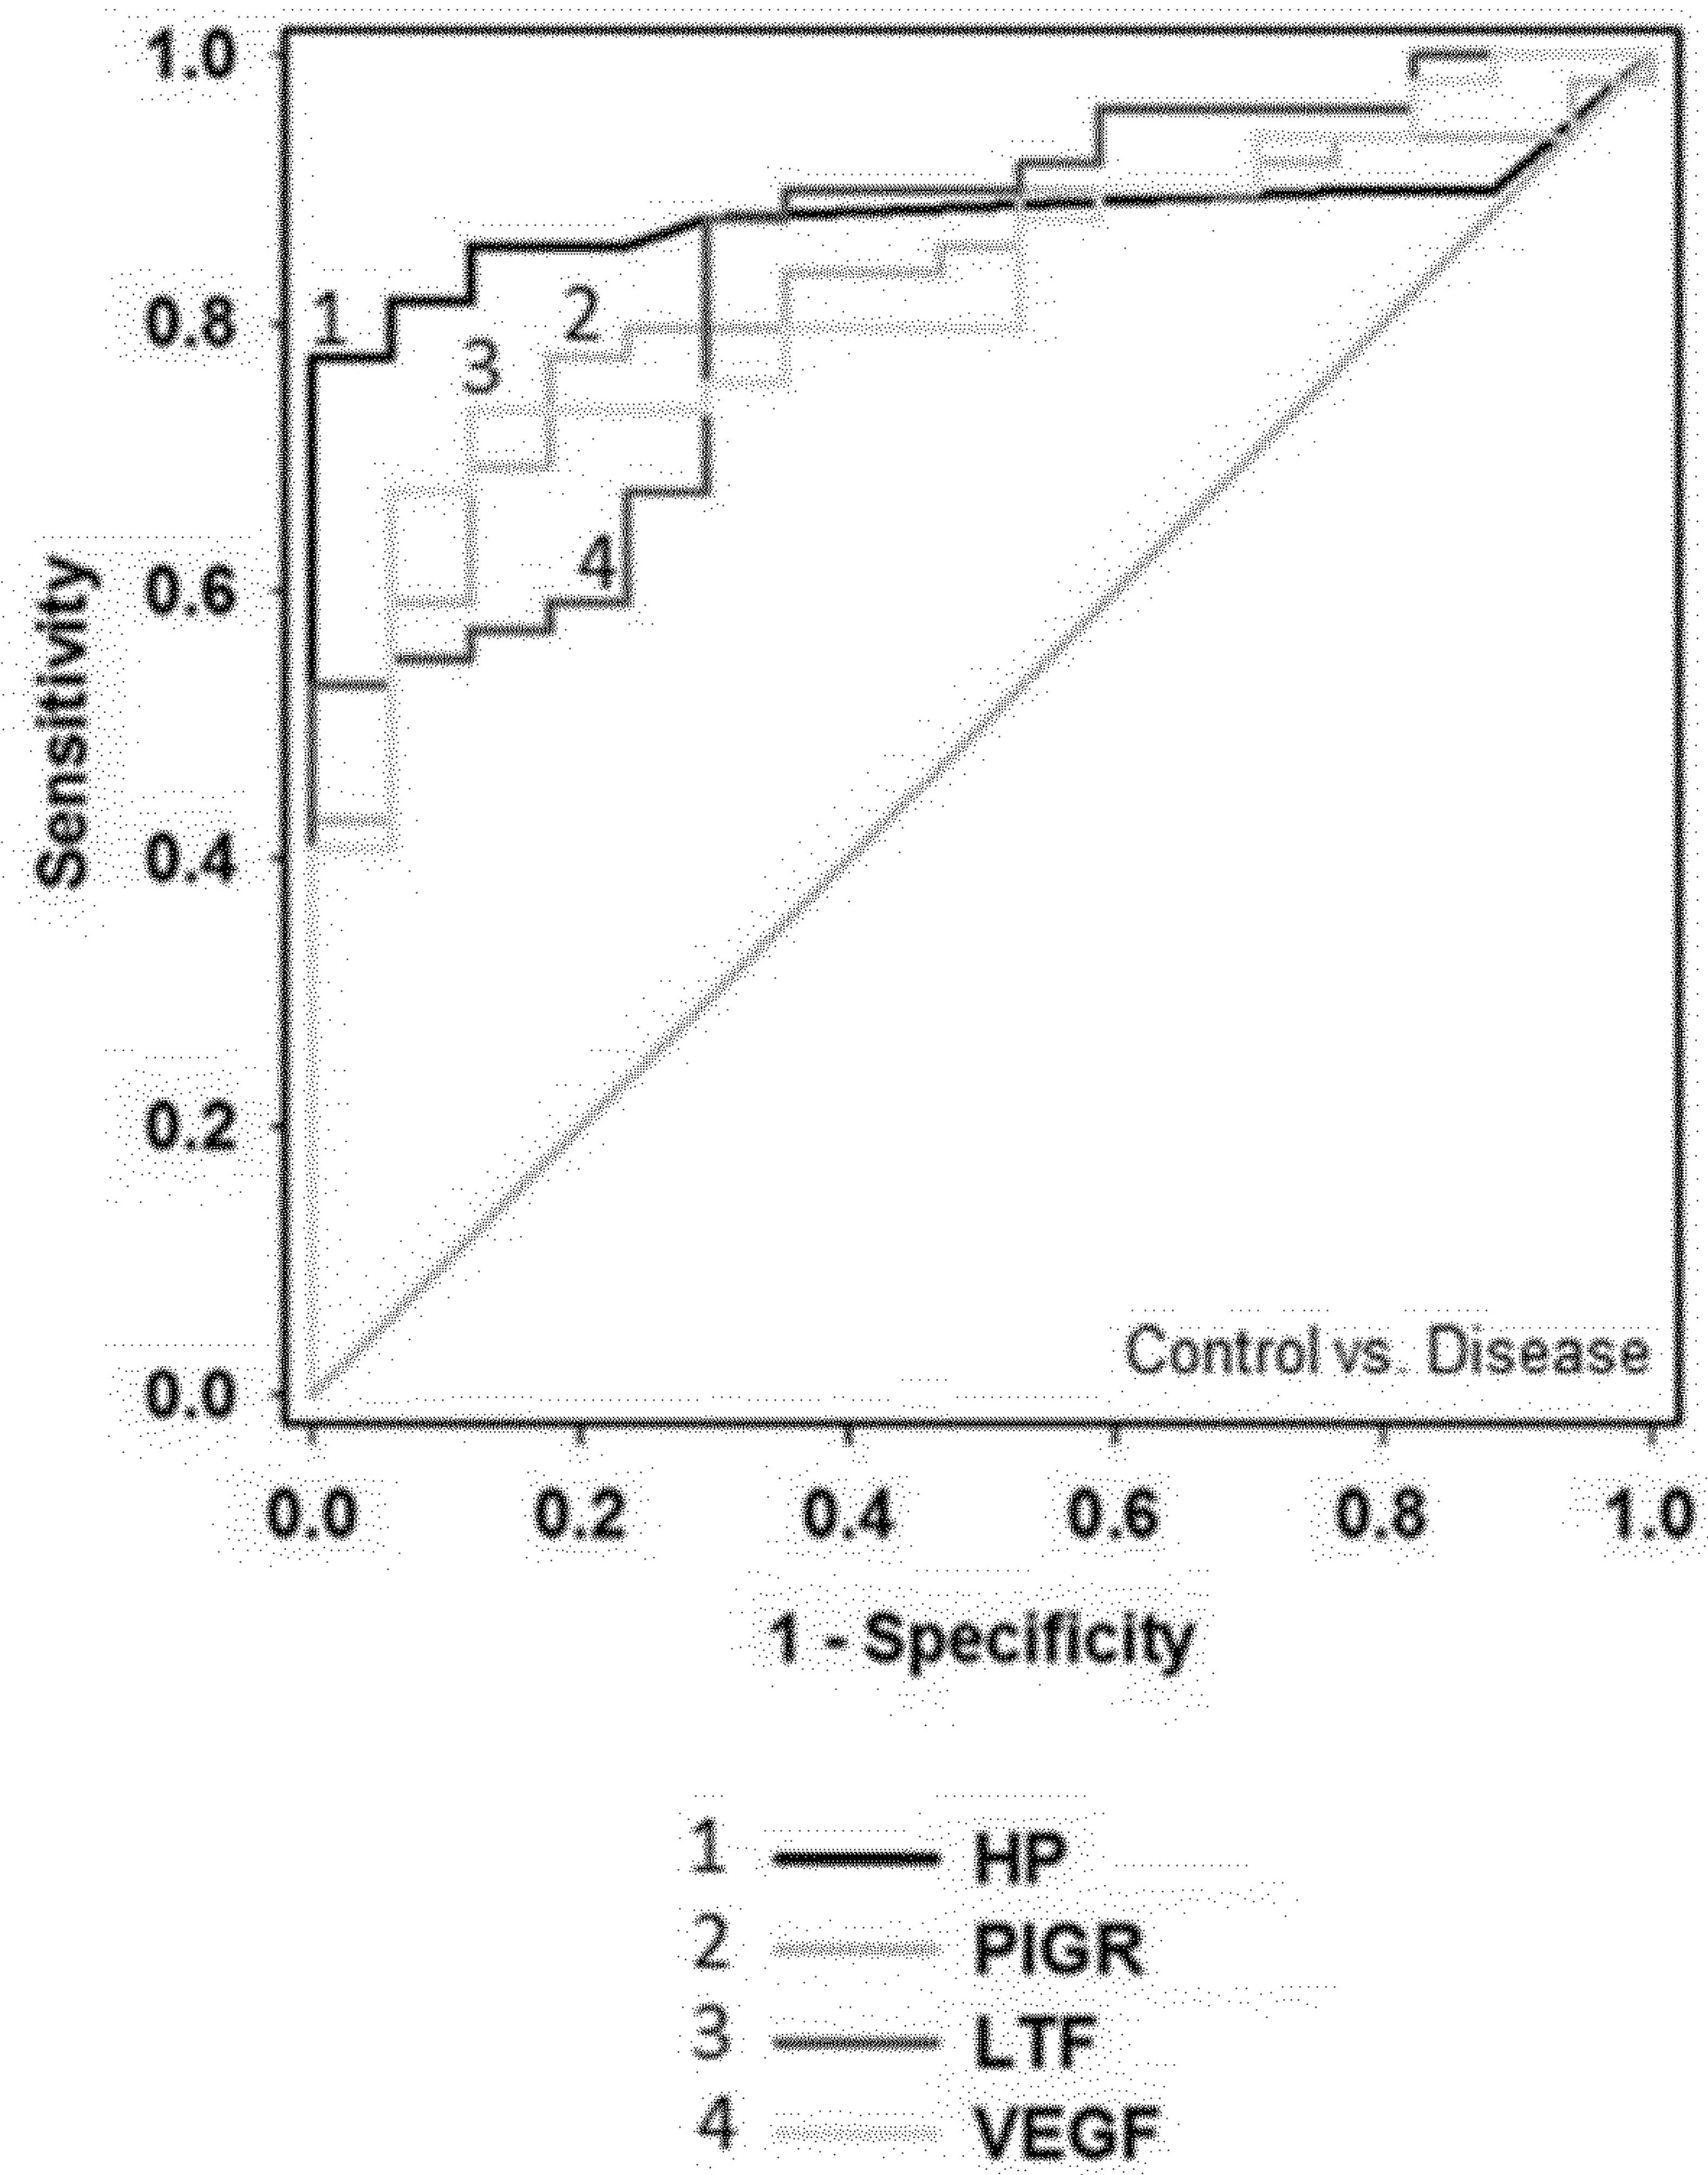 1.0
0.8
0.6
0.4
0.2
0.0
Sensitivity
1
2
3
4
Control vs. Disease
0.0 0.2 0.4 0.6 0.8 1.0
1 - Specificity
1 HP
2 PIGR
3 LTF
4 VEGF